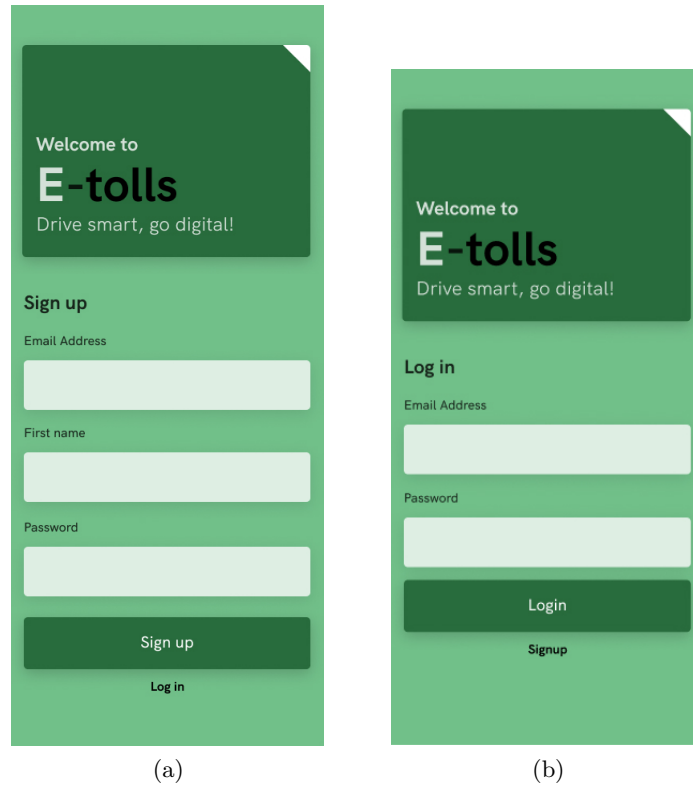 Welcome to
E-tolls
Drive smart, go digital!
Sign up
Email Address
First name
Password
Sign up
Log in
(a)
Welcome to
E-tolls
Drive smart, go digital!
Log in
Email Address
Password
Login
Signup
(b)